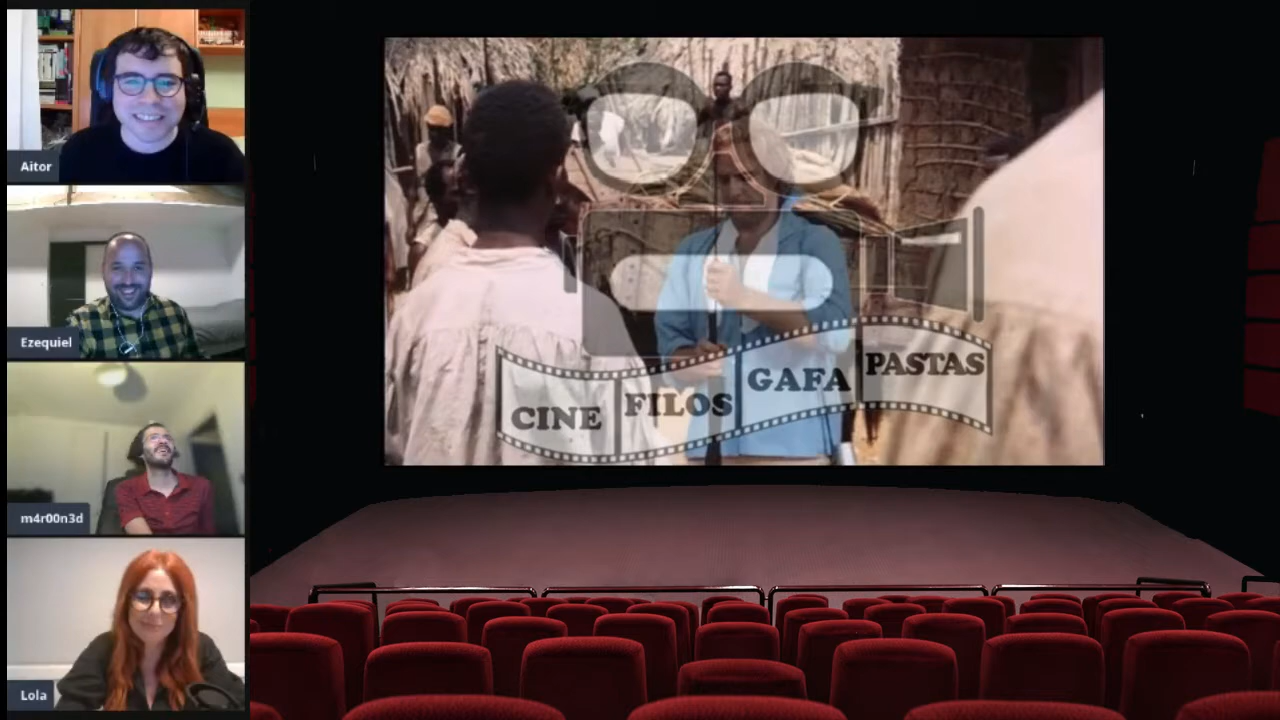 Aitor
Ezequiel
m4r00n3d
Lola
CINE FILOS GAFA PASTAS